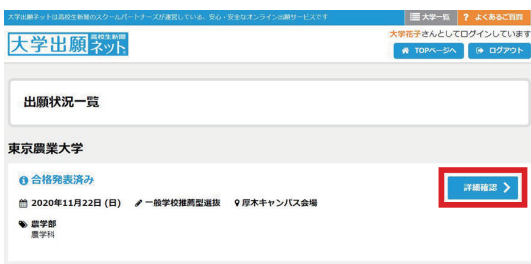 大学出願ネットは高校生新聞のスクールパートナーズが運営している、安心・安全なオンライン出願サービスです
大学一覧
? よくあるご質問
大学出願ネット
高校生新聞
大学花子さんとしてログインしています
TOPページへ
ログアウト
出願状況一覧
東京農業大学
合格発表済み
詳細確認
2020年11月22日 (日) 一般学校推薦型選抜 厚木キャンパス会場
農学部
農学科